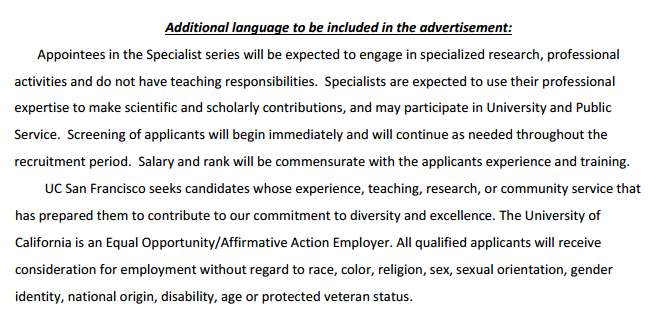 Additional language to be included in the advertisement:
Appointees in the Specialist series will be expected to engage in specialized research, professional
activities and do not have teaching responsibilities.  Specialists are expected to use their professional
expertise to make scientific and scholarly contributions, and may participate in University and Public
Service.  Screening of applicants will begin immediately and will continue as needed throughout the
recruitment period.  Salary and rank will be commensurate with the applicants experience and training.
UC San Francisco seeks candidates whose experience, teaching, research, or community service that
has prepared them to contribute to our commitment to diversity and excellence. The University of
California is an Equal Opportunity/Affirmative Action Employer. All qualified applicants will receive
consideration for employment without regard to race, color, religion, sex, sexual orientation, gender
identity, national origin, disability, age or protected veteran status.